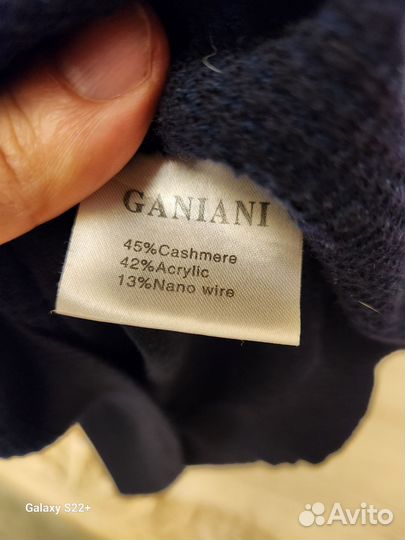 GANIANI
45%Cashmere
42%Acrylic
13%Nano wire
Galaxy S22+
Avito